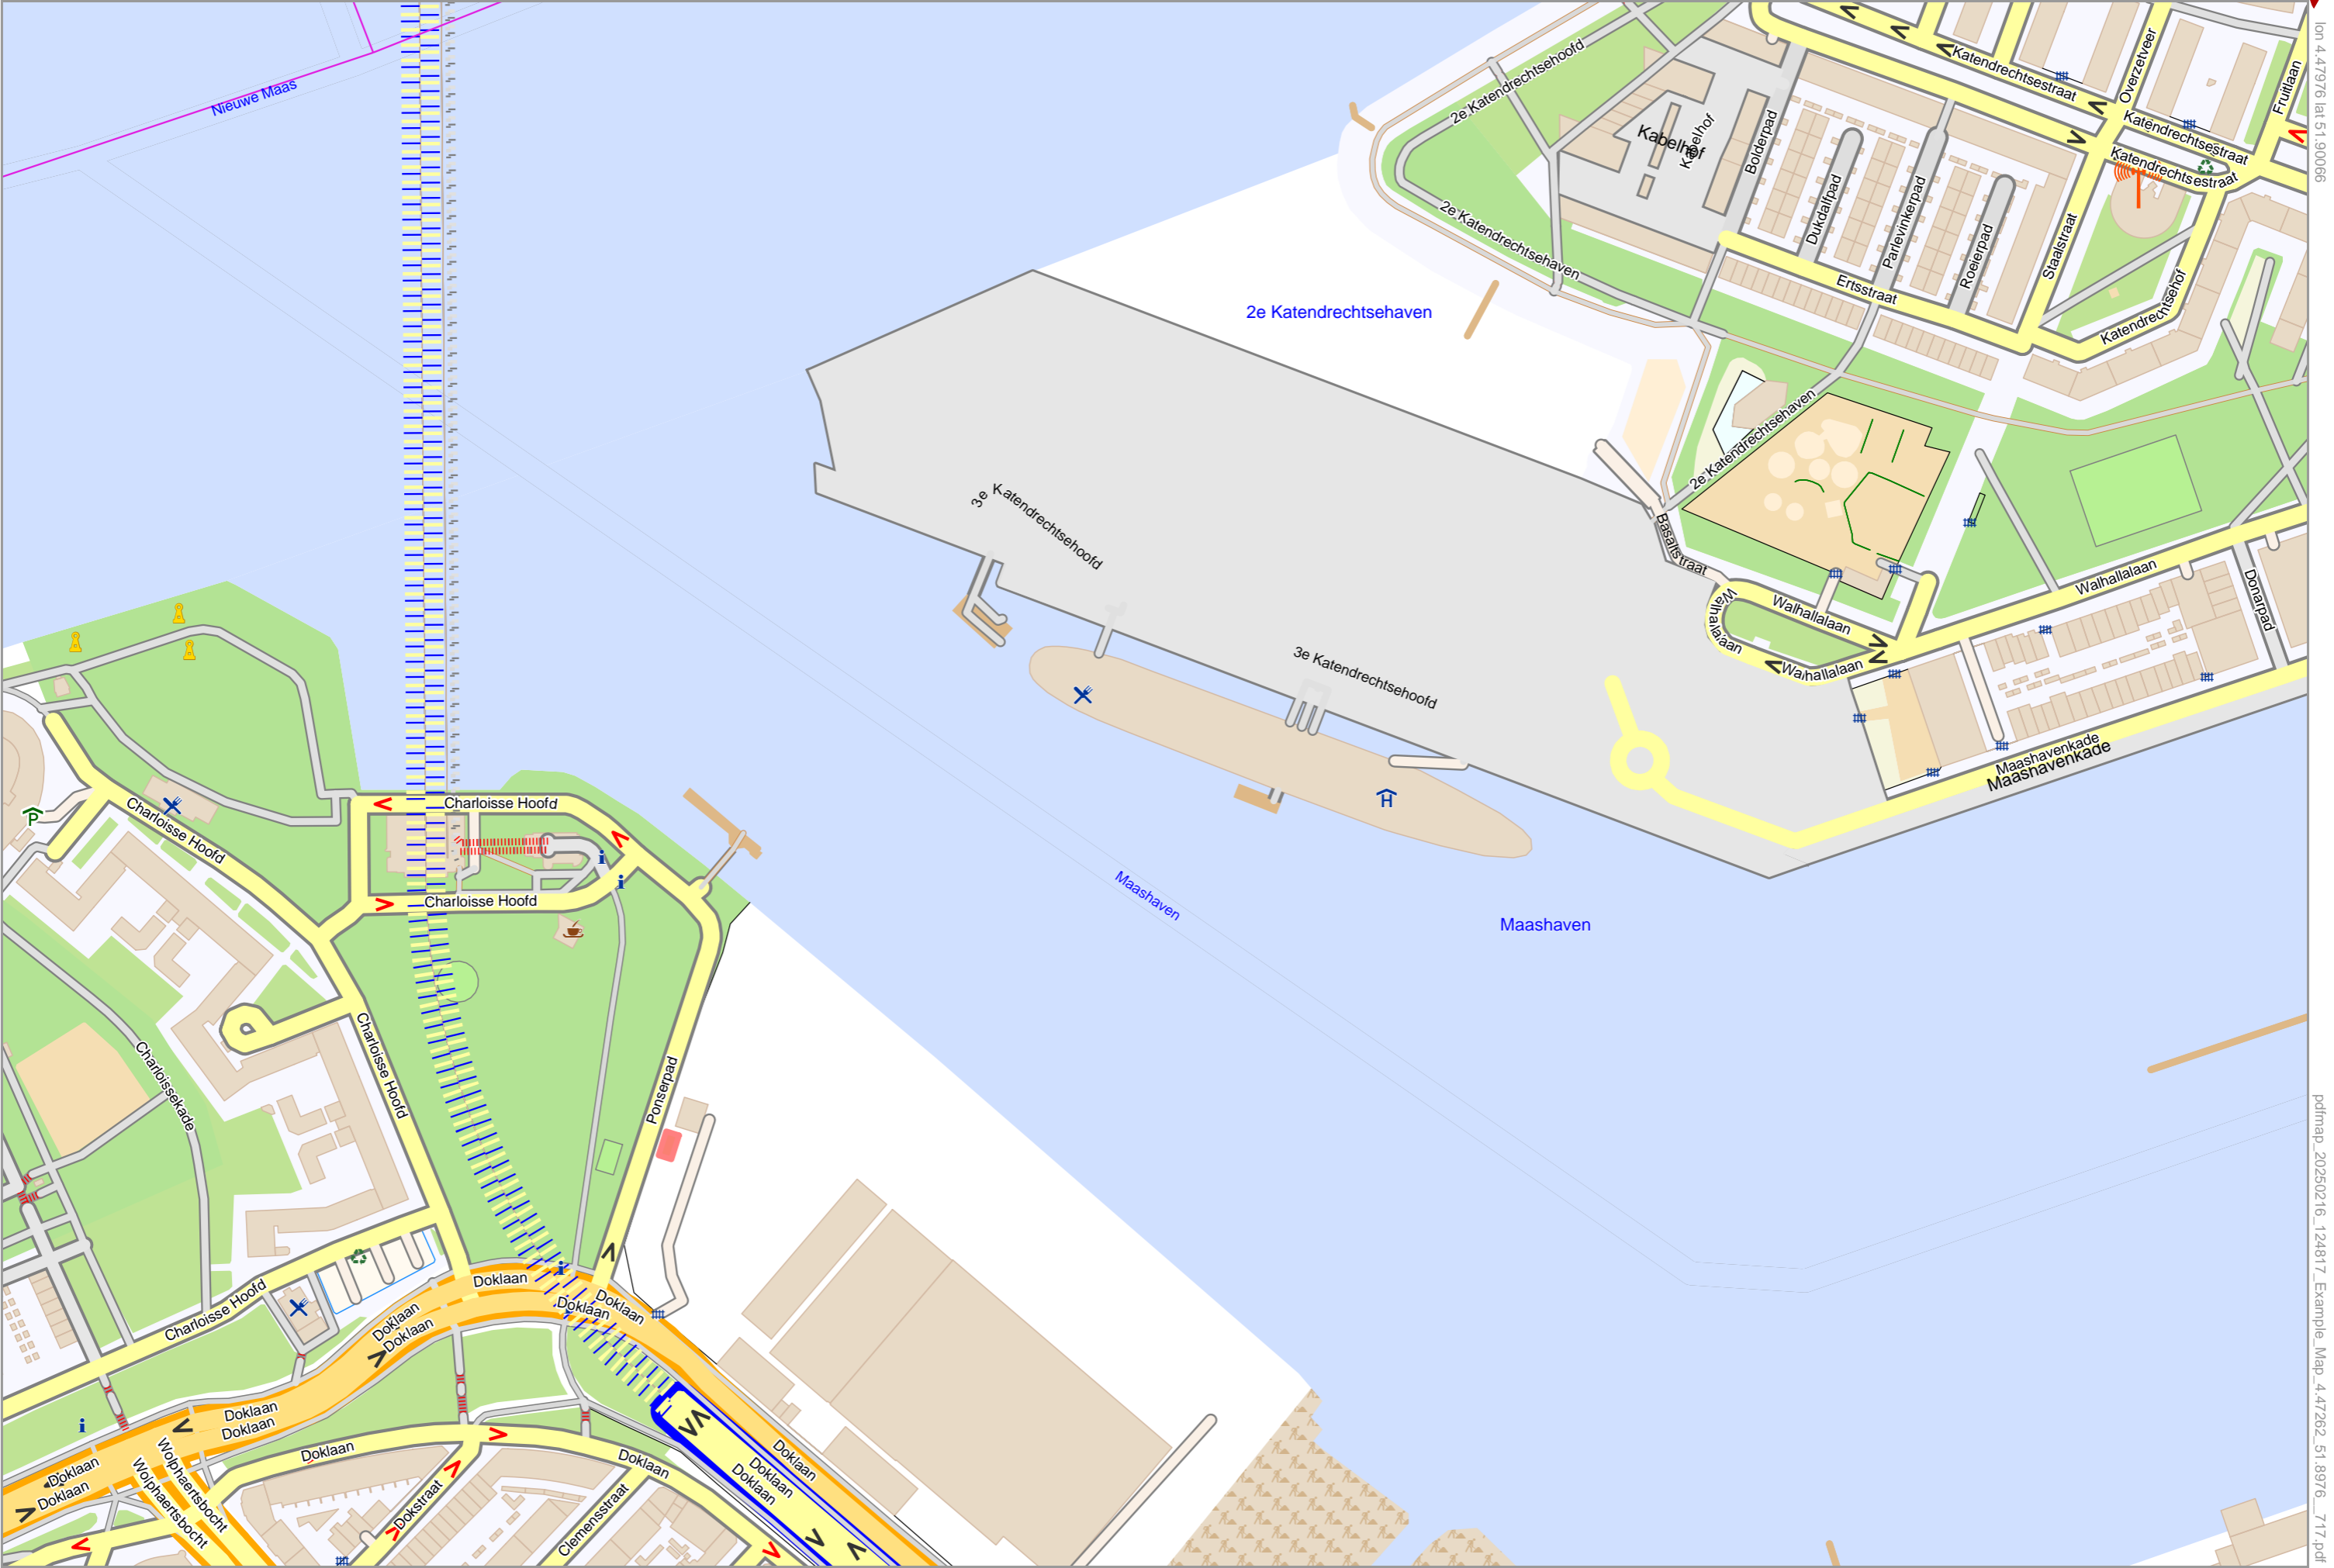 Nieuwe Maas
2e Katendrechtsehoofd
Kabelhof
Kabelhof
Bolderpad
Katendrechtsestraat
Overzetveer
Fruitlaan
Katendrechtsestraat
Katendrechtsestraat
Dukdalfpad
Parlevinkerpad
Roeierpad
Staalstraat
2e Katendrechtsehaven
Ertsstraat
Katendrechtsehof
2e Katendrechtsehaven
2e Katendrechtsehaven
3e Katendrechtsehoofd
Basaltstraat
Walhallalaan
Walhallalaan
Walhallalaan
Walhallalaan
Donarpad
3e Katendrechtsehoofd
Maashavenkade
Maashavenkade
Charloisse Hoofd
Charloisse Hoofd
P
H
Charloisse Hoofd
Maashaven
Maashaven
Charloisse Hoofd
Charloissekade
Ponserpad
Charloisse Hoofd
Doklaan
Doklaan
Doklaan
Doklaan
Doklaan
Doklaan
Doklaan
Doklaan
Doklaan
Doklaan
Doklaan
Doklaan
Doklaan
Doklaan
Wolphaertsbocht
Wolphaertsbocht
Dokstraat
Clemensstraat
lon 4.47976 lat 51.90066
pdfmap_20250216_124817_Example_Map_4.47262_51.8976__717.pdf